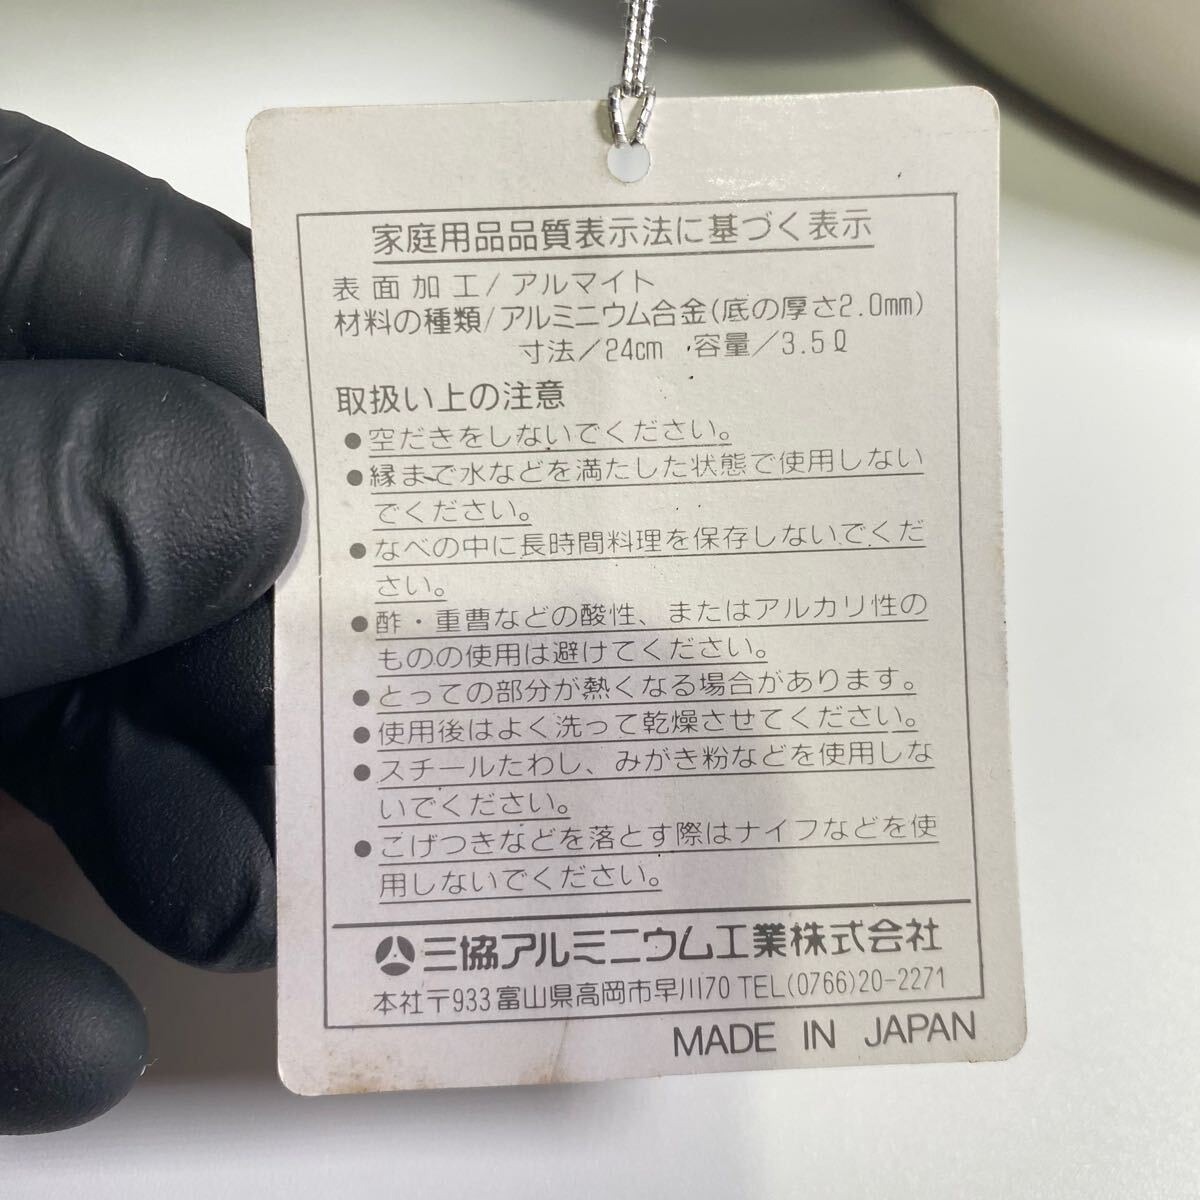 家庭用品品質表示法に基づく表示
表面加工/アルマイト
材料の種類/アルミニウム合金(底の厚さ2.0mm)
寸法/24cm 容量/3.5ℓ
取扱い上の注意
●空だきをしないでください。
●縁まで水などを満たした状態で使用しない
でください。
●なべの中に長時間料理を保存しないでくだ
さい。
●酢・重曹などの酸性、またはアルカリ性の
ものの使用は避けてください。
●とっての部分が熱くなる場合があります。
●使用後はよく洗って乾燥させてください。
●スチールたわし、みがき粉などを使用しな
いでください。
●こげつきなどを落とす際はナイフなどを使
用しないでください。
三協アルミニウム工業株式会社
本社〒933富山県高岡市早川70 TEL(0766)20-2271
MADE IN JAPAN